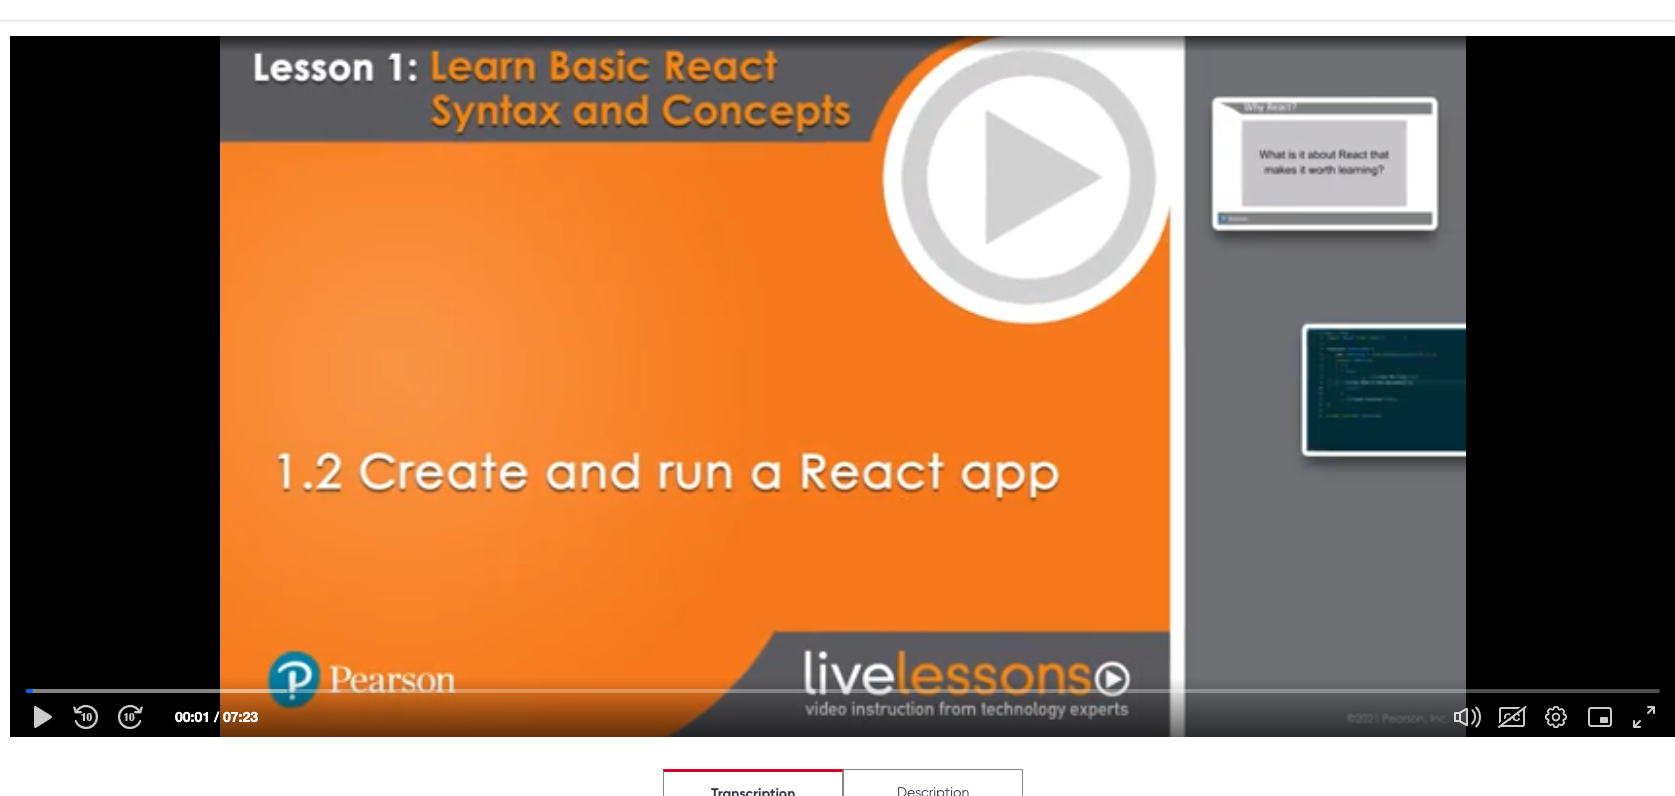 Lesson 1: Learn Basic React
Syntax and Concepts
Why React?
What is it about React that
makes it worth learning?
1.2 Create and run a React app
Pearson
livelessons
video instruction from technology experts
©2021 Pearson, Inc.
10
10
00:01 / 07:23
CC
Transcription
Description